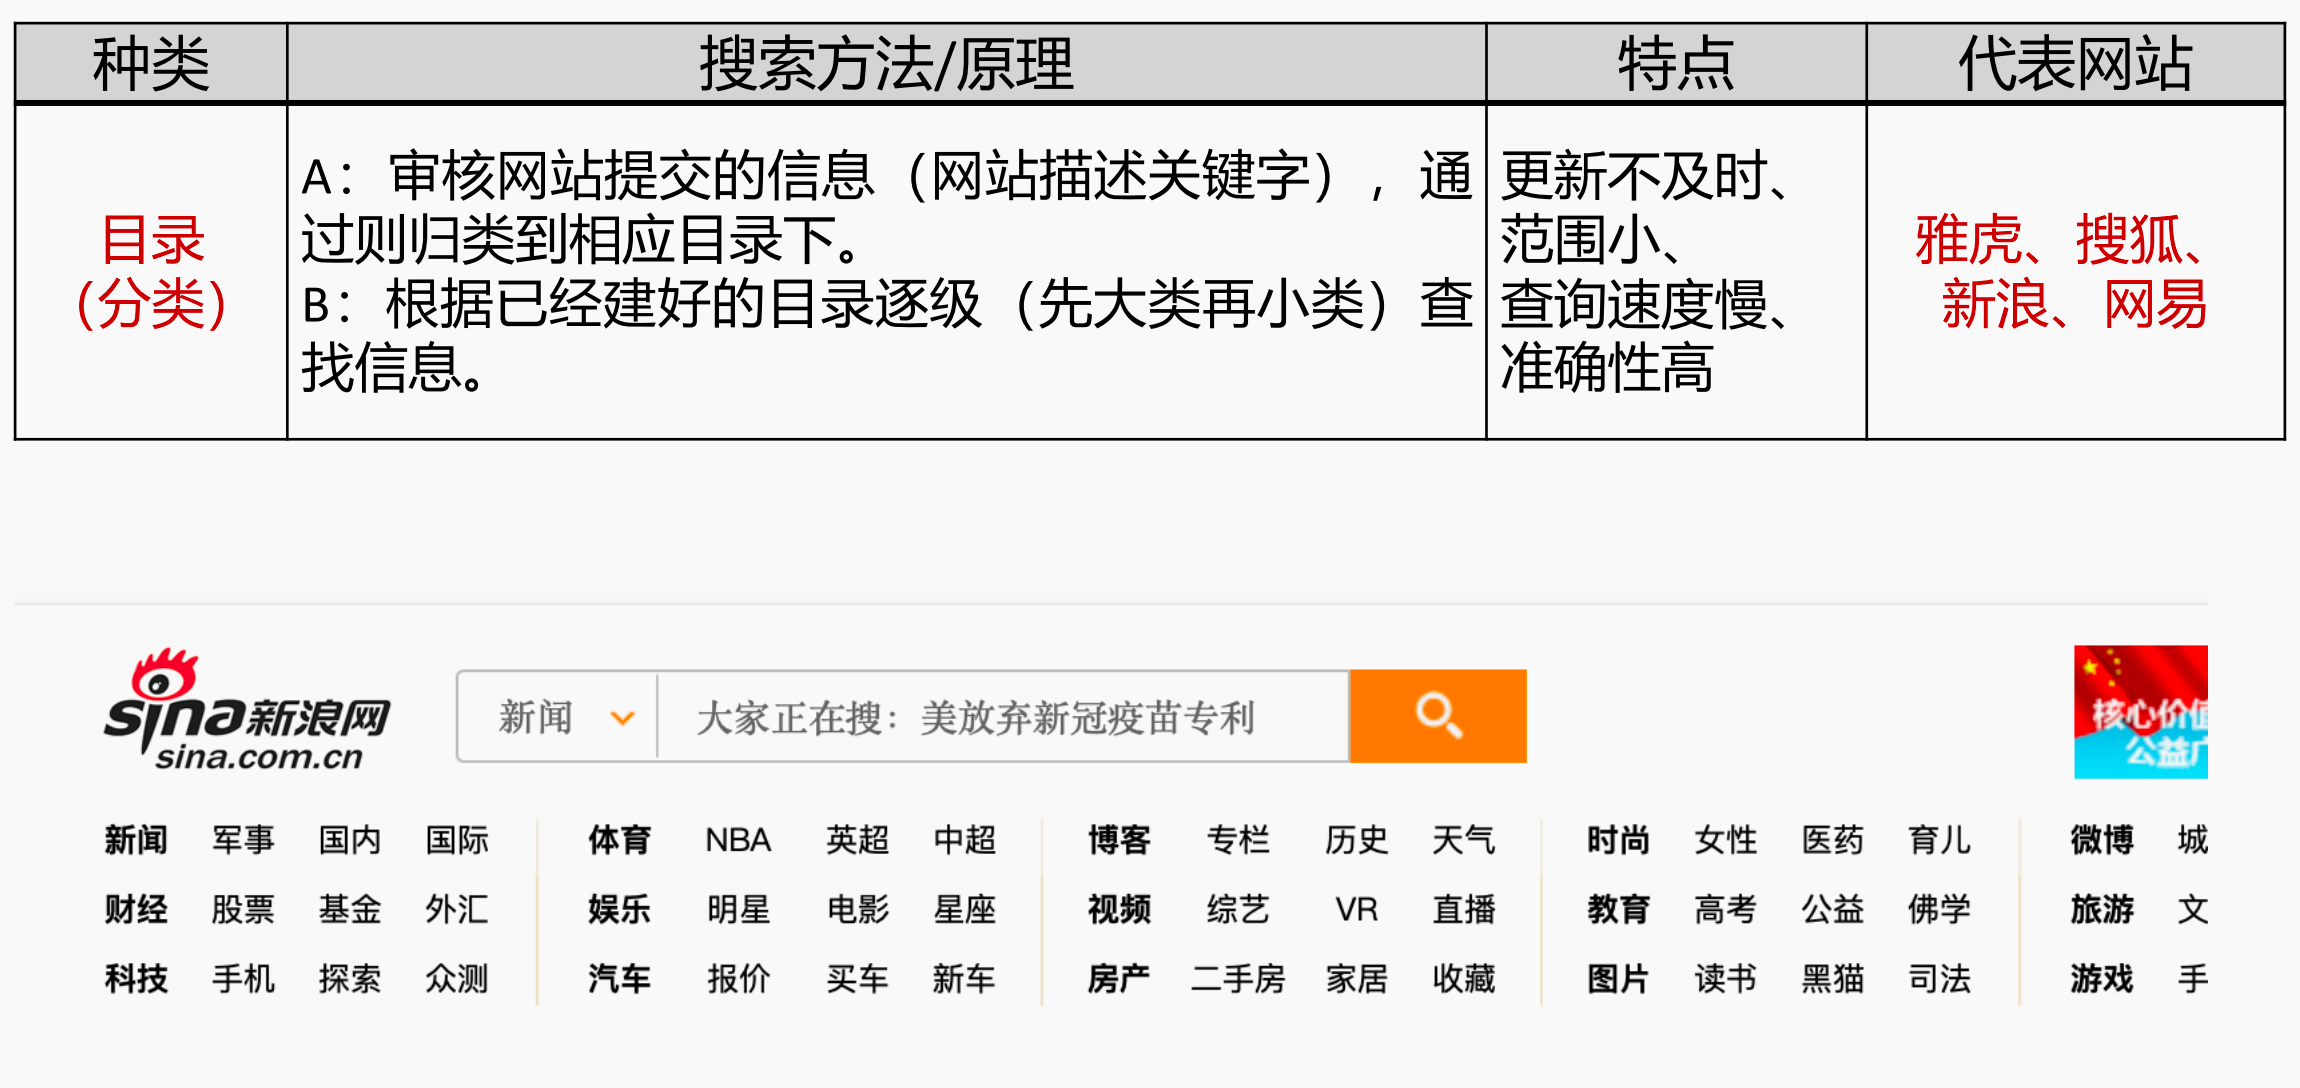 种类 搜索方法/原理 特点 代表网站
目录
（分类）
A：审核网站提交的信息（网站描述关键字），通
过则归类到相应目录下。
B：根据已经建好的目录逐级（先大类再小类）查
找信息。
更新不及时、
范围小、
查询速度慢、
准确性高
雅虎、搜狐、
新浪、网易
sina新浪网
sina.com.cn
新闻 大家正在搜：美放弃新冠疫苗专利
核心价值
公益广
新闻 军事 国内 国际 体育 NBA 英超 中超 博客 专栏 历史 天气 时尚 女性 医药 育儿 微博 城
财经 股票 基金 外汇 娱乐 明星 电影 星座 视频 综艺 VR 直播 教育 高考 公益 佛学 旅游 文
科技 手机 探索 众测 汽车 报价 买车 新车 房产 二手房 家居 收藏 图片 读书 黑猫 司法 游戏 手